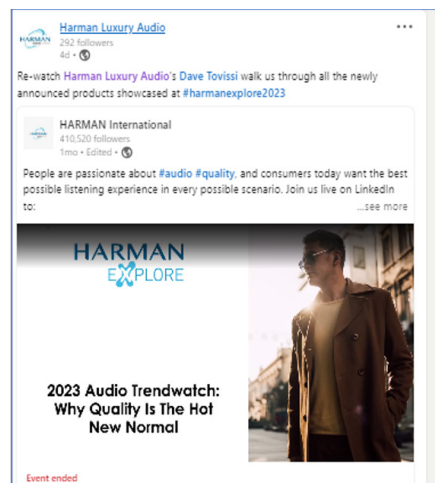 Harman Luxury Audio
292 followers
4d •
Re-watch Harman Luxury Audio's Dave Tovissi walk us through all the newly
announced products showcased at #harmanexplore2023
HARMAN International
410,520 followers
1mo • Edited •
People are passionate about #audio #quality, and consumers today want the best
possible listening experience in every possible scenario. Join us live on LinkedIn
to:
...see more
HARMAN
EXPLORE
2023 Audio Trendwatch:
Why Quality Is The Hot
New Normal
Event ended